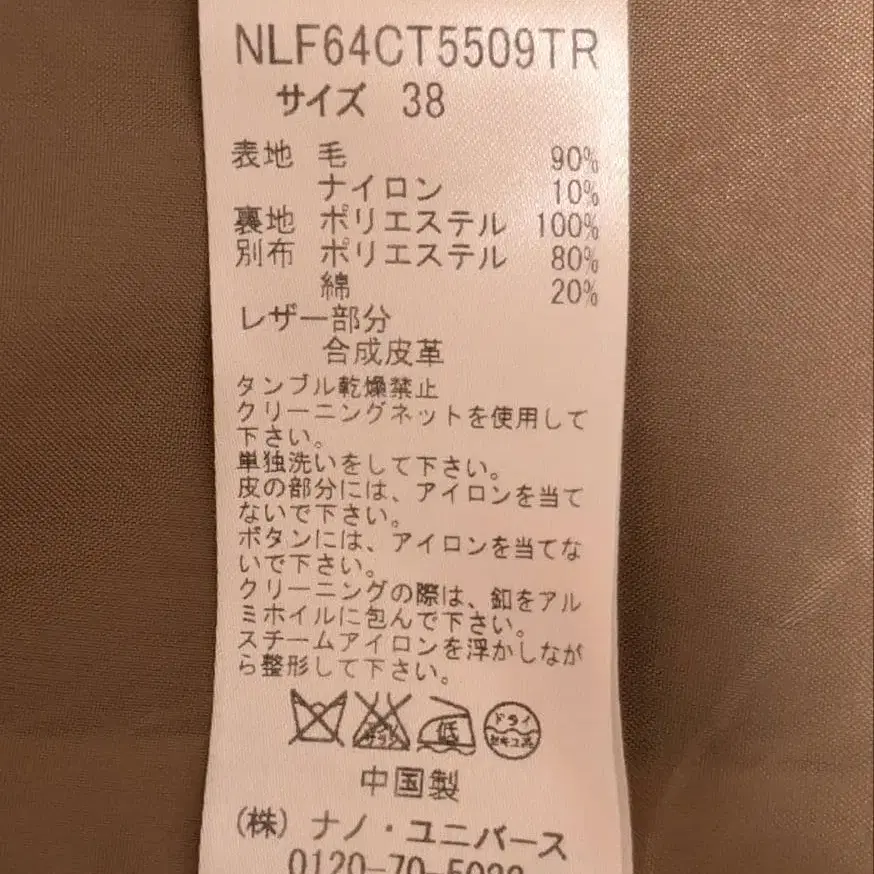 NLF64CT5509TR
サイズ 38
表地 毛 90%
ナイロン 10%
裏地 ポリエステル 100%
別布 ポリエステル 80%
綿 20%
レザー部分
合成皮革
タンブル乾燥禁止
クリーニングネットを使用して
下さい。
単独洗いをして下さい。
皮の部分には、アイロンを当て
ないで下さい。
ボタンには、アイロンを当てな
いで下さい。
クリーニングの際は、釦をアル
ミホイルに包んで下さい。
スチームアイロンを浮かしなが
ら整形して下さい。
低 ドライ
セキユ系
中国製
(株) ナノ・ユニバース
0120-70-